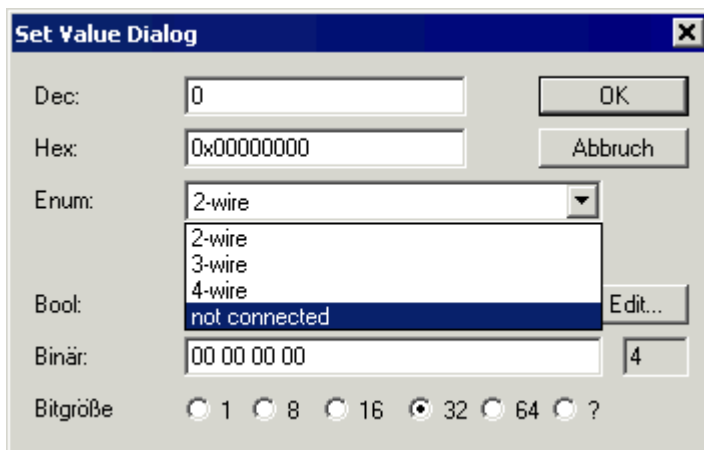 Set Value Dialog
Dec: 0 OK
Hex: 0x00000000 Abbruch
Enum: 2-wire
2-wire
3-wire
4-wire
Bool: not connected Edit...
Binär: 00 00 00 00 4
Bitgröße 1 8 16 32 64 ?